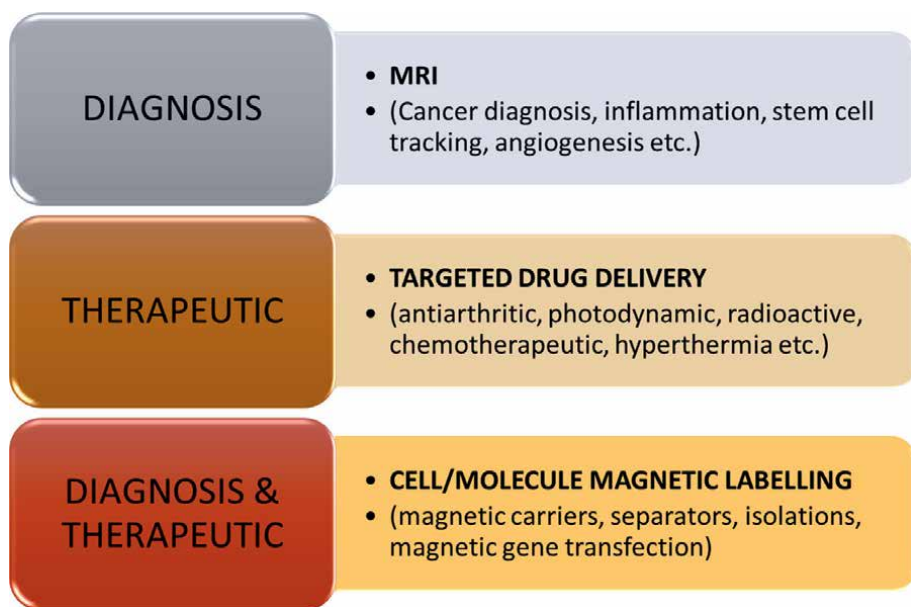 DIAGNOSIS
• MRI
• (Cancer diagnosis, inflammation, stem cell
tracking, angiogenesis etc.)
THERAPEUTIC
• TARGETED DRUG DELIVERY
• (antiarthritic, photodynamic, radioactive,
chemotherapeutic, hyperthermia etc.)
DIAGNOSIS &
THERAPEUTIC
• CELL/MOLECULE MAGNETIC LABELLING
• (magnetic carriers, separators, isolations,
magnetic gene transfection)